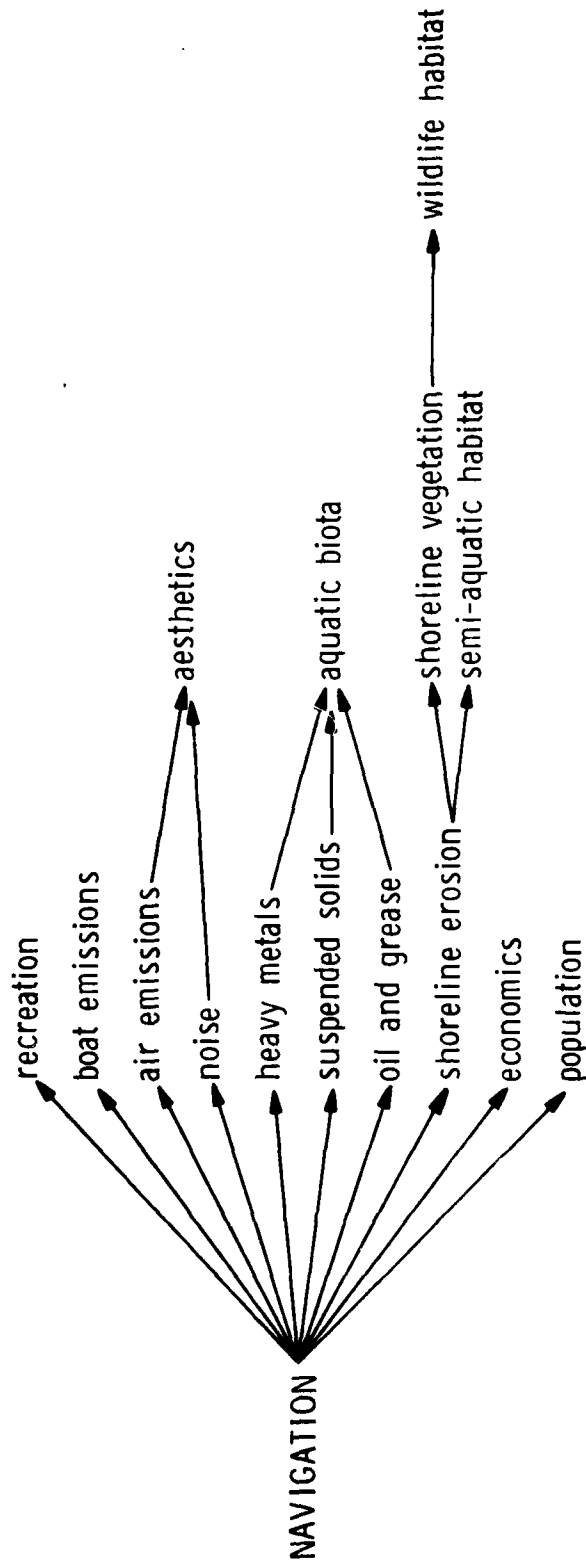 NAVIGATION
recreation
boat emissions
air emissions
noise
heavy metals
suspended solids
oil and grease
shoreline erosion
economics
population
aesthetics
aquatic biota
shoreline vegetation
semi-aquatic habitat
wildlife habitat